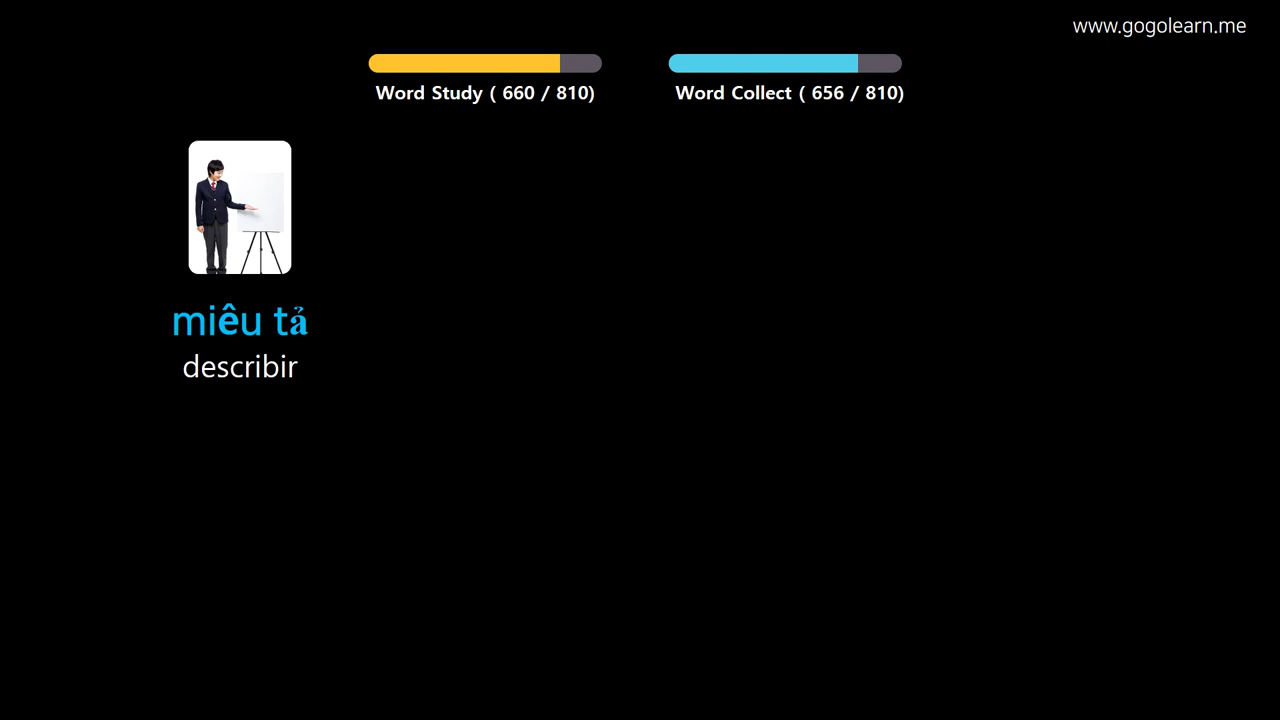 www.gogolearn.me
Word Study ( 660 / 810)
Word Collect ( 656 / 810)
miêu tả
describir